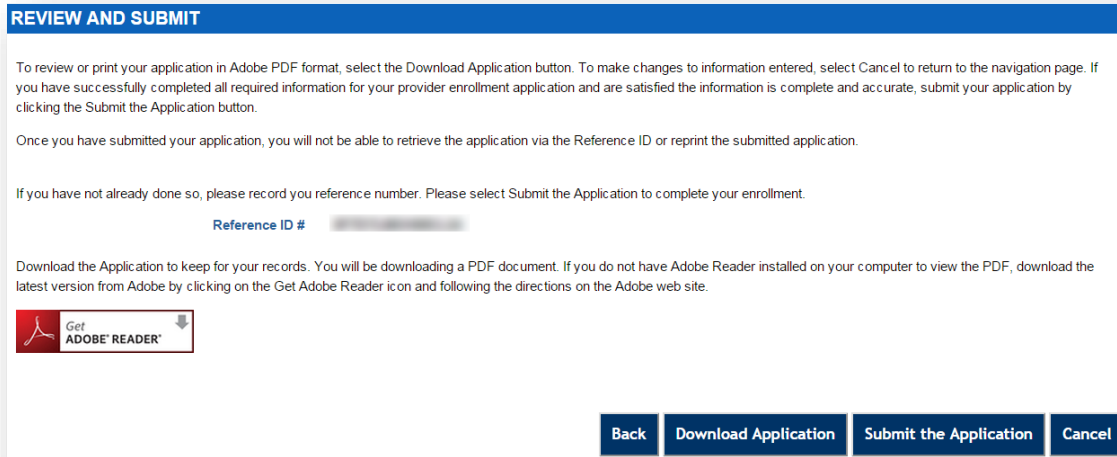 REVIEW AND SUBMIT
To review or print your application in Adobe PDF format, select the Download Application button. To make changes to information entered, select Cancel to return to the navigation page. If
you have successfully completed all required information for your provider enrollment application and are satisfied the information is complete and accurate, submit your application by
clicking the Submit the Application button.
Once you have submitted your application, you will not be able to retrieve the application via the Reference ID or reprint the submitted application.
If you have not already done so, please record you reference number. Please select Submit the Application to complete your enrollment.
Reference ID #
Download the Application to keep for your records. You will be downloading a PDF document. If you do not have Adobe Reader installed on your computer to view the PDF, download the
latest version from Adobe by clicking on the Get Adobe Reader icon and following the directions on the Adobe web site.
Get
ADOBE® READER®
Back Download Application Submit the Application Cancel